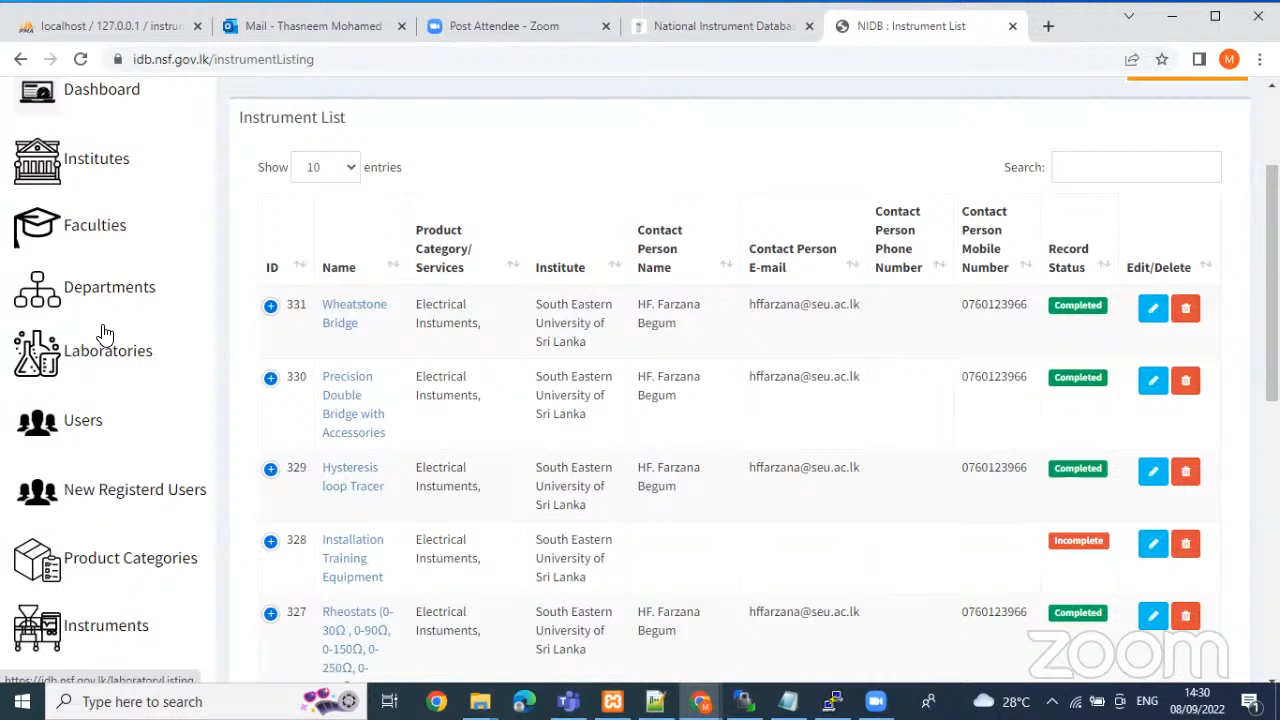 localhost / 127.0.0.1 / instrun
Mail - Thasneem Mohamed
Post Attendee - Zoom
National Instrument Databas
NIDB : Instrument List
idb.nsf.gov.lk/instrumentListing
M
Dashboard
Institutes
Faculties
Departments
Laboratories
Users
New Registerd Users
Product Categories
Instruments
https://idb.nsf.gov.lk/laboratoryListing
Instrument List
Show 10 entries
Search:
ID
Name
Product
Category/
Services
Institute
Contact
Person
Name
Contact Person
E-mail
Contact
Person
Phone
Number
Contact
Person
Mobile
Number
Record
Status
Edit/Delete
331
Wheatstone
Bridge
Electrical
Instuments,
South Eastern
University of
Sri Lanka
HF. Farzana
Begum
hffarzana@seu.ac.lk
0760123966
Completed
330
Precision
Double
Bridge with
Accessories
Electrical
Instuments,
South Eastern
University of
Sri Lanka
HF. Farzana
Begum
hffarzana@seu.ac.lk
0760123966
Completed
329
Hysteresis
loop Tracer
Electrical
Instuments,
South Eastern
University of
Sri Lanka
HF. Farzana
Begum
hffarzana@seu.ac.lk
0760123966
Completed
328
Installation
Training
Equipment
Electrical
Instuments,
South Eastern
University of
Sri Lanka
Incomplete
327
Rheostats (0-
30Ω , 0-90Ω,
0-150Ω, 0-
250Ω, 0-
Electrical
Instuments,
South Eastern
University of
Sri Lanka
HF. Farzana
Begum
hffarzana@seu.ac.lk
0760123966
Completed
zoom
Type here to search
28°C
ENG
14:30
08/09/2022
1